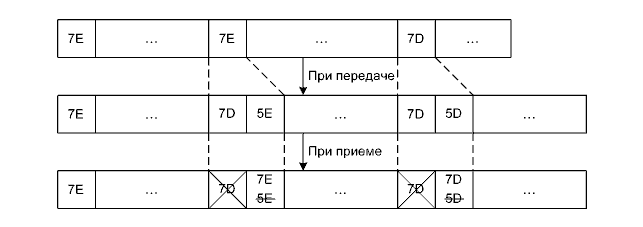 7E ... 7E ... 7D ...
При передаче
7E ... 7D 5E ... 7D 5D ...
При приеме
7E ... 7D 7E ... 7D 7D ...
5E 5D